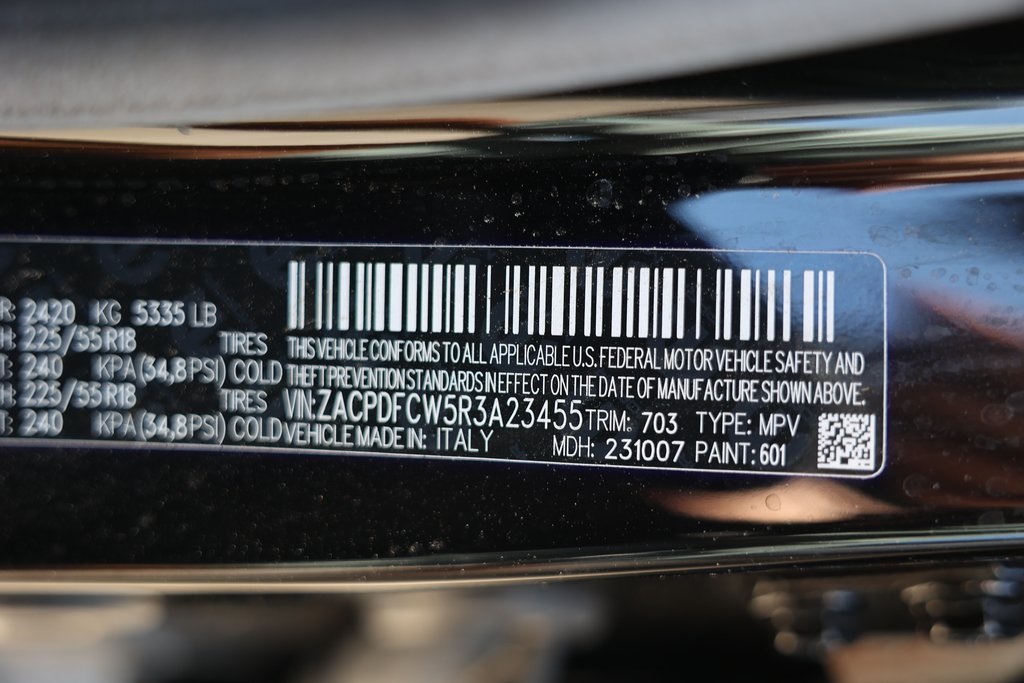 R: 2420 KG 5335 LB
225/55R18 TIRES
240 KPA(34,8PSI) COLD
225/55R18 TIRES
240 KPA(34,8PSI) COLD
THIS VEHICLE CONFORMS TO ALL APPLICABLE U.S. FEDERAL MOTOR VEHICLE SAFETY AND
THEFT PREVENTION STANDARDS IN EFFECT ON THE DATE OF MANUFACTURE SHOWN ABOVE.
VIN:ZACPDFCW5R3A23455 TRIM: 703 TYPE: MPV
VEHICLE MADE IN: ITALY MDH: 231007 PAINT: 601